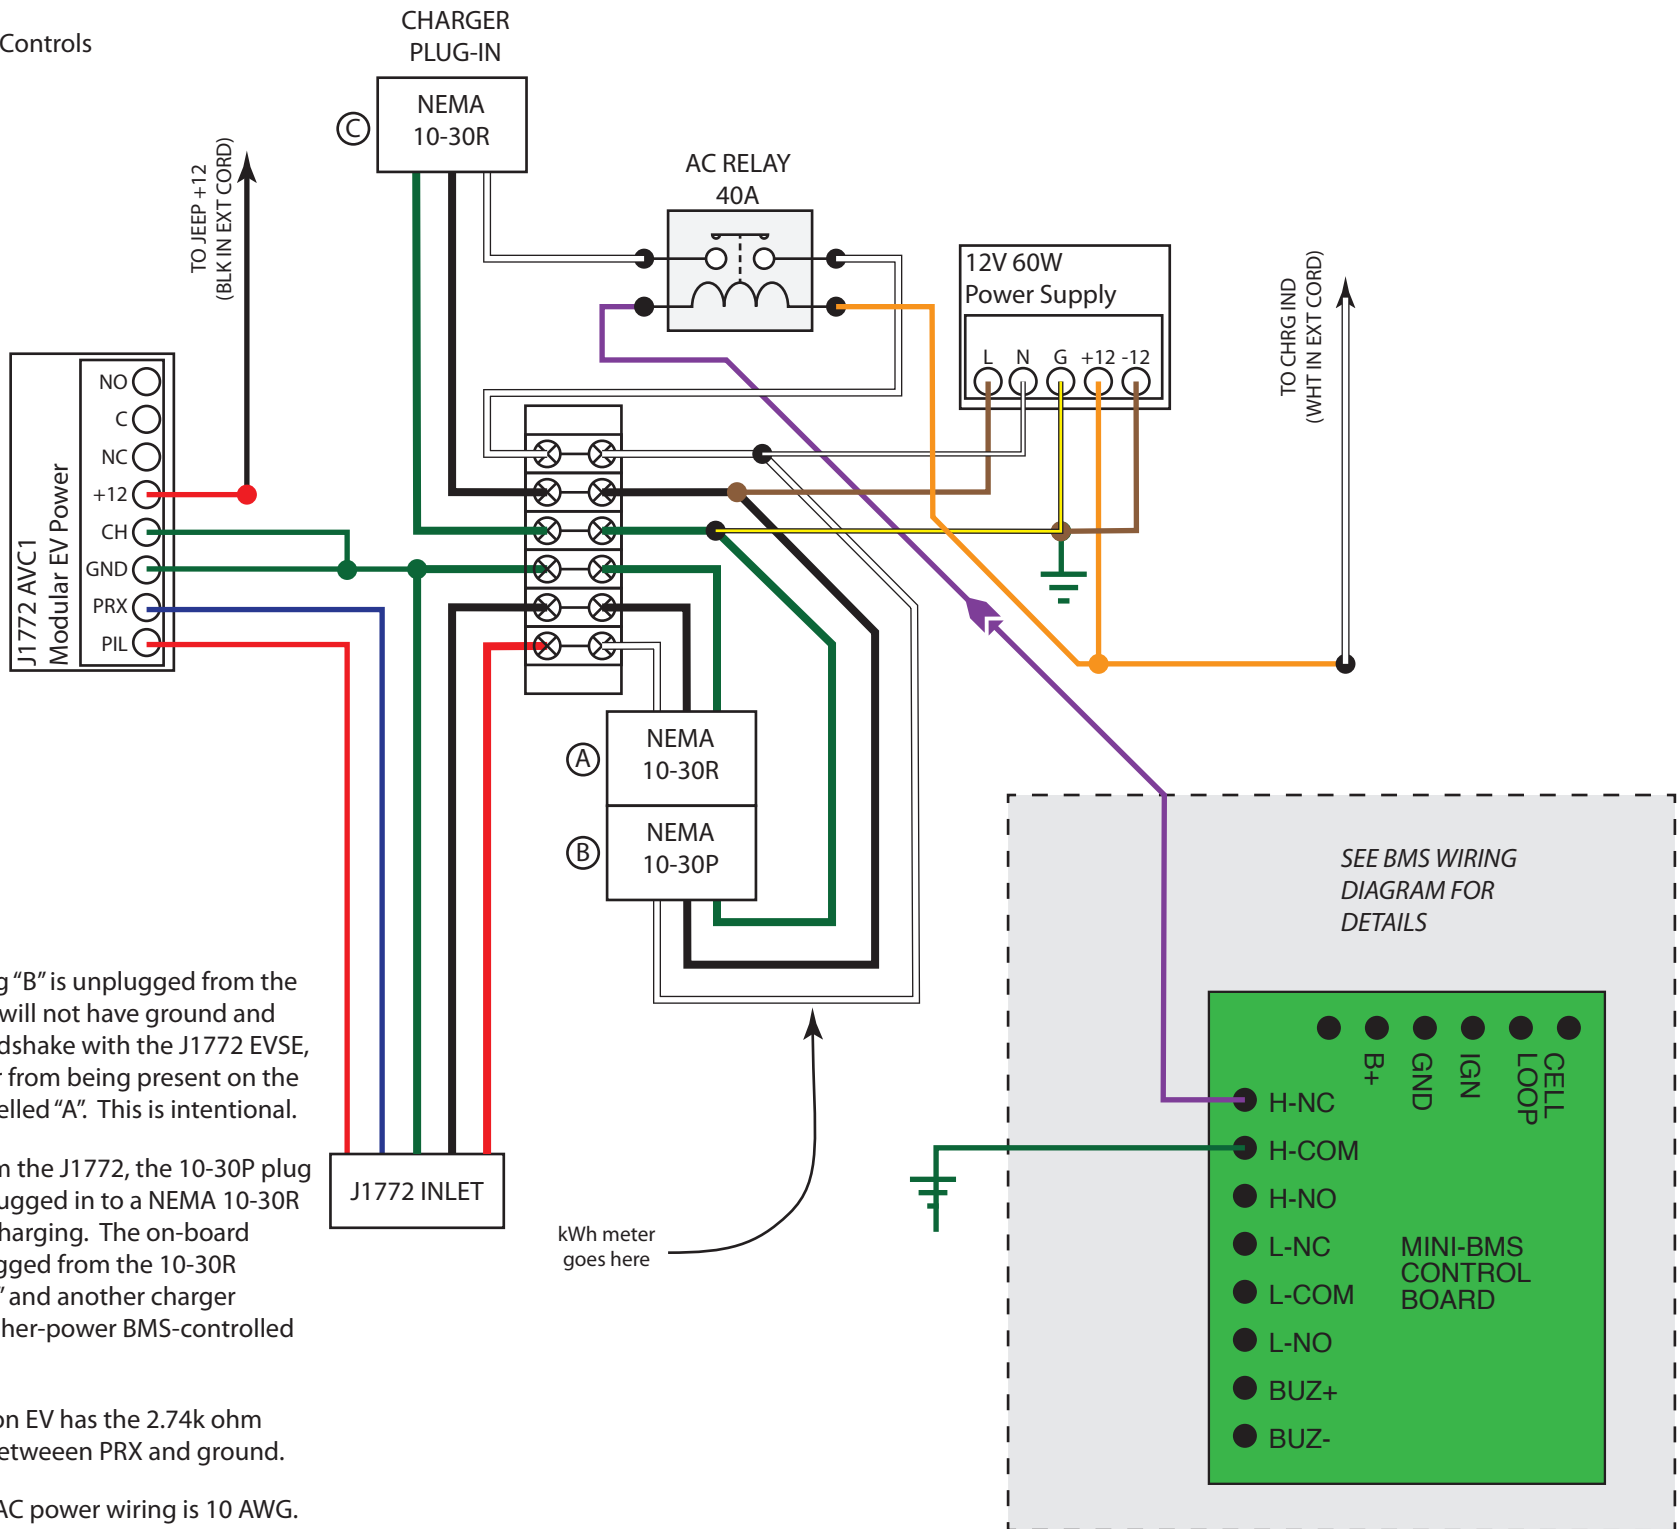 Controls
CHARGER
PLUG-IN
NEMA
10-30R
C
TO JEEP +12
(BLK IN EXT CORD)
AC RELAY
40A
12V 60W
Power Supply
L N G +12 -12
TO CHRG IND
(WHT IN EXT CORD)
J1772 AVC1
Modular EV Power
NO
C
NC
+12
CH
GND
PRX
PIL
A
NEMA
10-30R
B
NEMA
10-30P
SEE BMS WIRING
DIAGRAM FOR
DETAILS
g "B" is unplugged from the
will not have ground and
dshake with the J1772 EVSE,
r from being present on the
elled "A". This is intentional.
m the J1772, the 10-30P plug
lugged in to a NEMA 10-30R
charging. The on-board
gged from the 10-30R
" and another charger
her-power BMS-controlled
on EV has the 2.74k ohm
betweeen PRX and ground.
AC power wiring is 10 AWG.
J1772 INLET
kWh meter
goes here
B+
GND
IGN
CELL
LOOP
H-NC
H-COM
H-NO
L-NC
L-COM
L-NO
BUZ+
BUZ-
MINI-BMS
CONTROL
BOARD